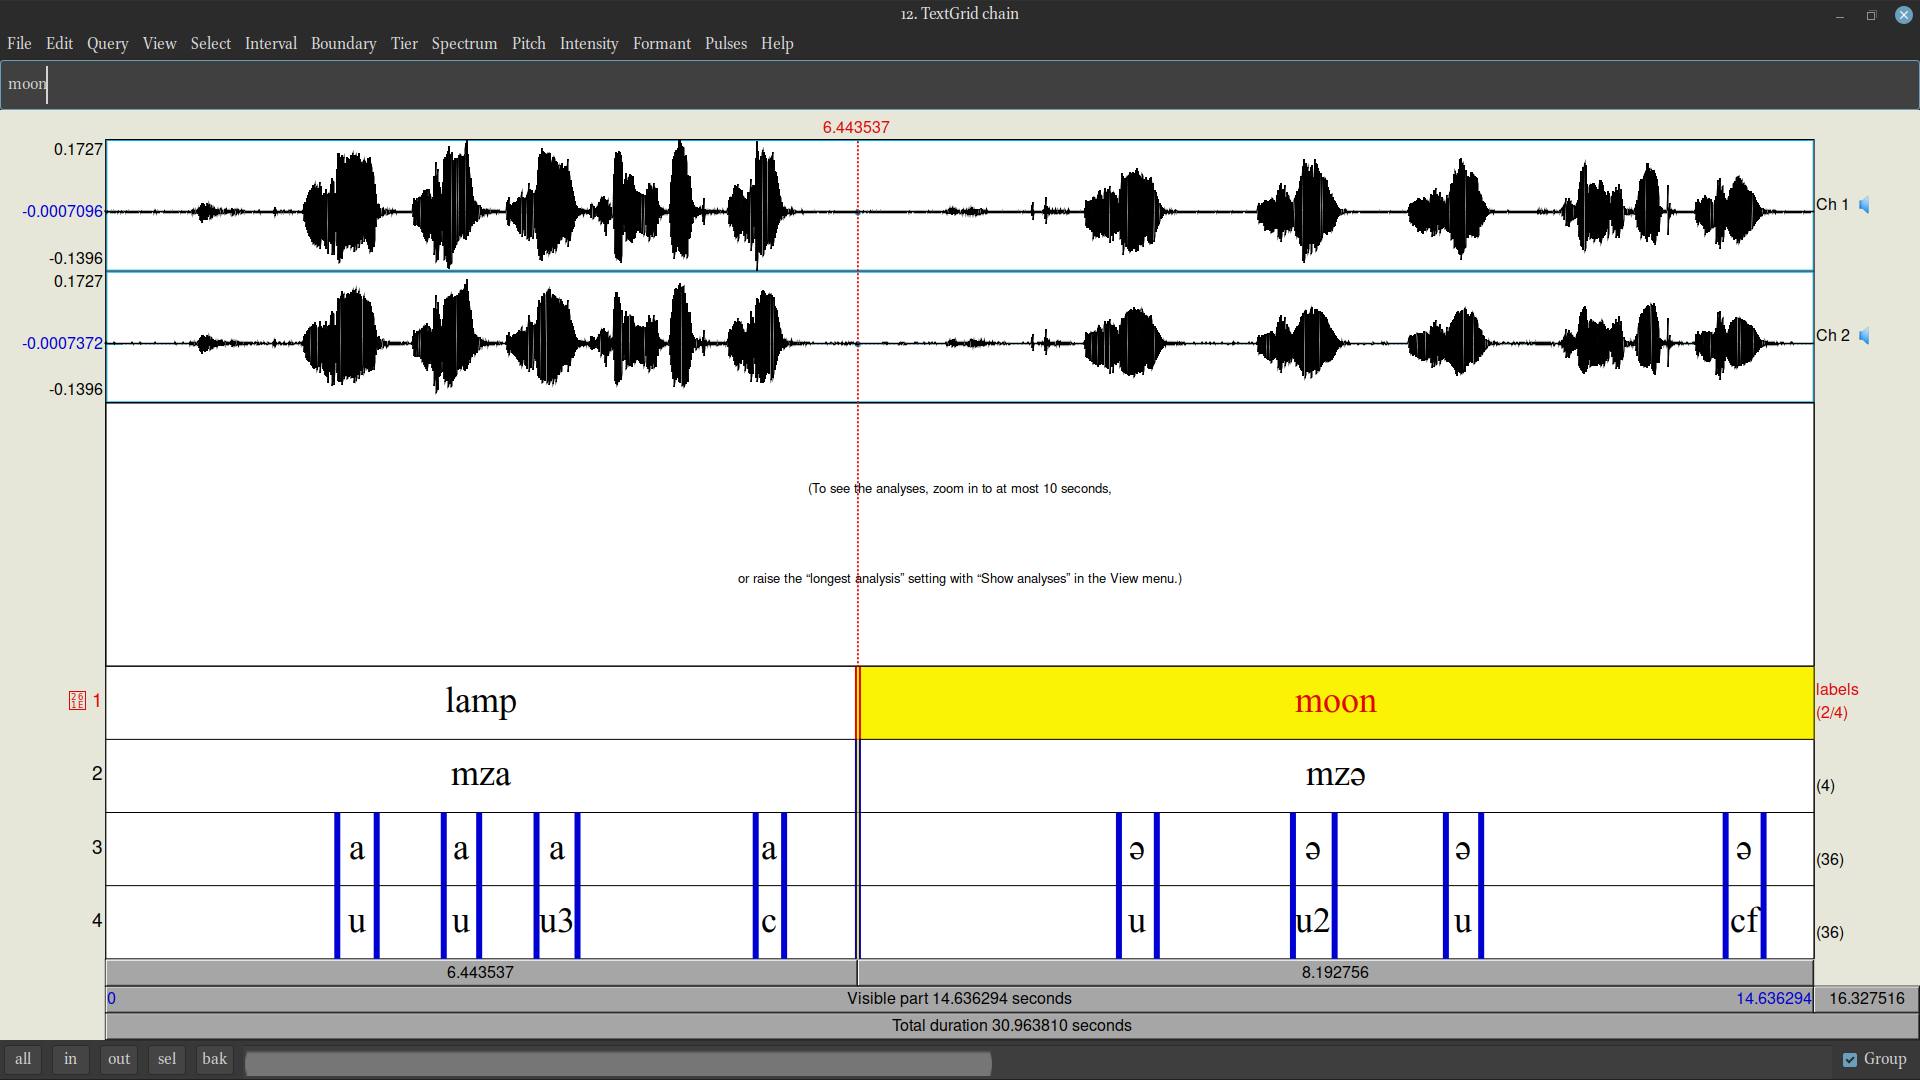 12. TextGrid chain
File Edit Query View Select Interval Boundary Tier Spectrum Pitch Intensity Formant Pulses Help
moon
6.443537
0.1727
-0.0007096
-0.1396
Ch 1
0.1727
-0.0007372
-0.1396
Ch 2
(To see the analyses, zoom in to at most 10 seconds,
or raise the “longest analysis” setting with “Show analyses” in the View menu.)
261E 1 lamp moon labels (2/4)
2 mza mzə (4)
3 a a a a ə ə ə ə (36)
4 u u u3 c u u2 u cf (36)
6.443537 8.192756
0 Visible part 14.636294 seconds 14.636294 16.327516
Total duration 30.963810 seconds
all in out sel bak Group